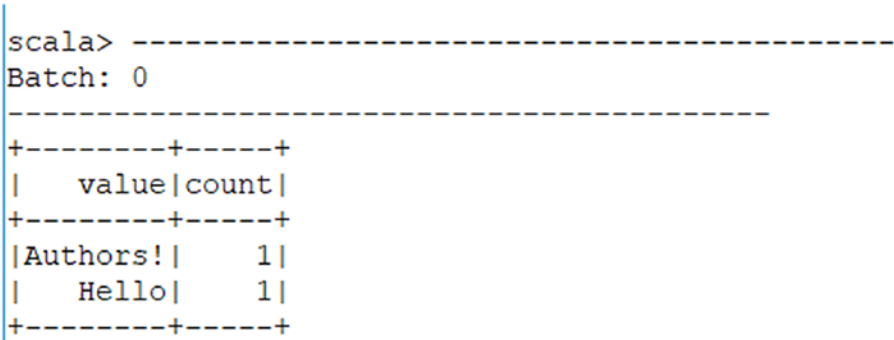 scala> -------------------------------------------
Batch: 0
-------------------------------------------
+--------+-----+
|   value|count|
+--------+-----+
|Authors!|    1|
|   Hello|    1|
+--------+-----+